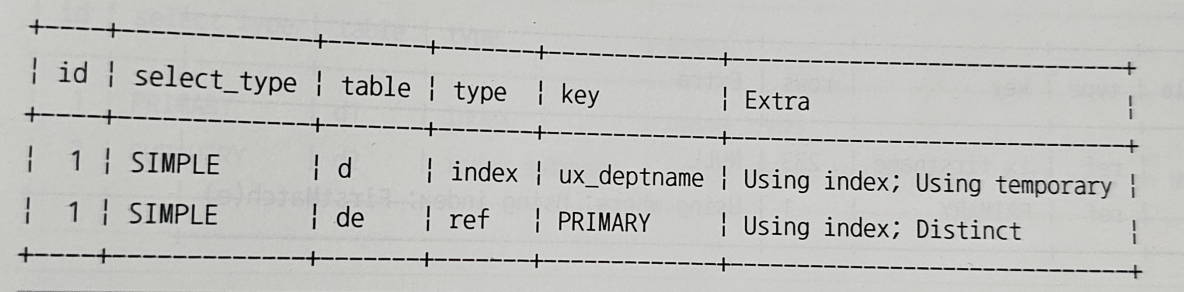 +----+-------------+-------+-------+-------------+------------------------------+
| id | select_type | table | type  | key         | Extra                        |
+----+-------------+-------+-------+-------------+------------------------------+
|  1 | SIMPLE      | d     | index | ux_deptname | Using index; Using temporary |
|  1 | SIMPLE      | de    | ref   | PRIMARY     | Using index; Distinct        |
+----+-------------+-------+-------+-------------+------------------------------+